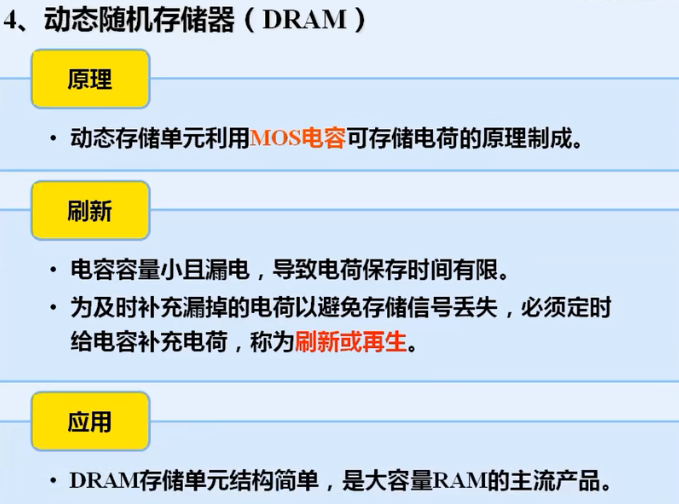 4、动态随机存储器（DRAM）
原理
• 动态存储单元利用MOS电容可存储电荷的原理制成。
刷新
• 电容容量小且漏电，导致电荷保存时间有限。
• 为及时补充漏掉的电荷以避免存储信号丢失，必须定时
给电容补充电荷，称为刷新或再生。
应用
• DRAM存储单元结构简单，是大容量RAM的主流产品。